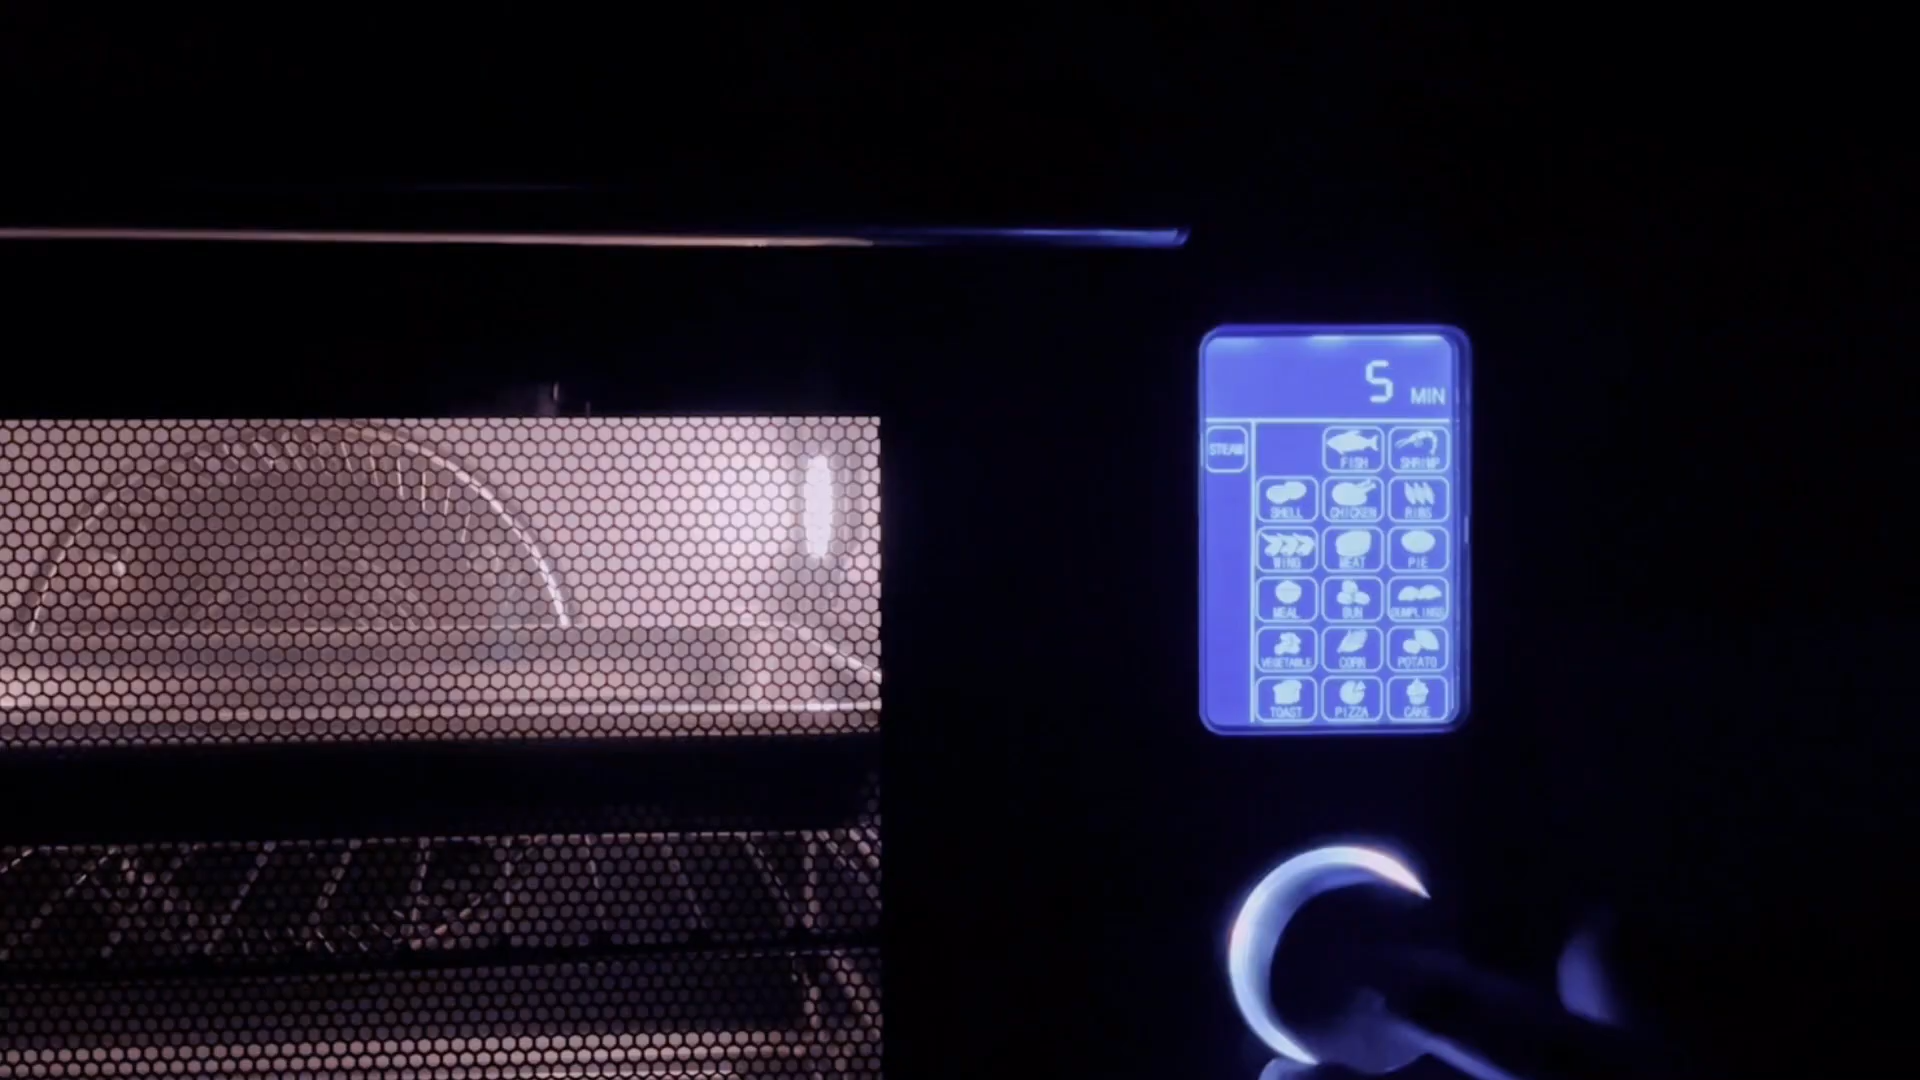 5 MIN
STEAM
FISH SHRIMP
SHELL CHICKEN RIBS
WING MEAT PIE
MEAL BUN DUMPLINGS
VEGETABLE CORN POTATO
TOAST PIZZA CAKE